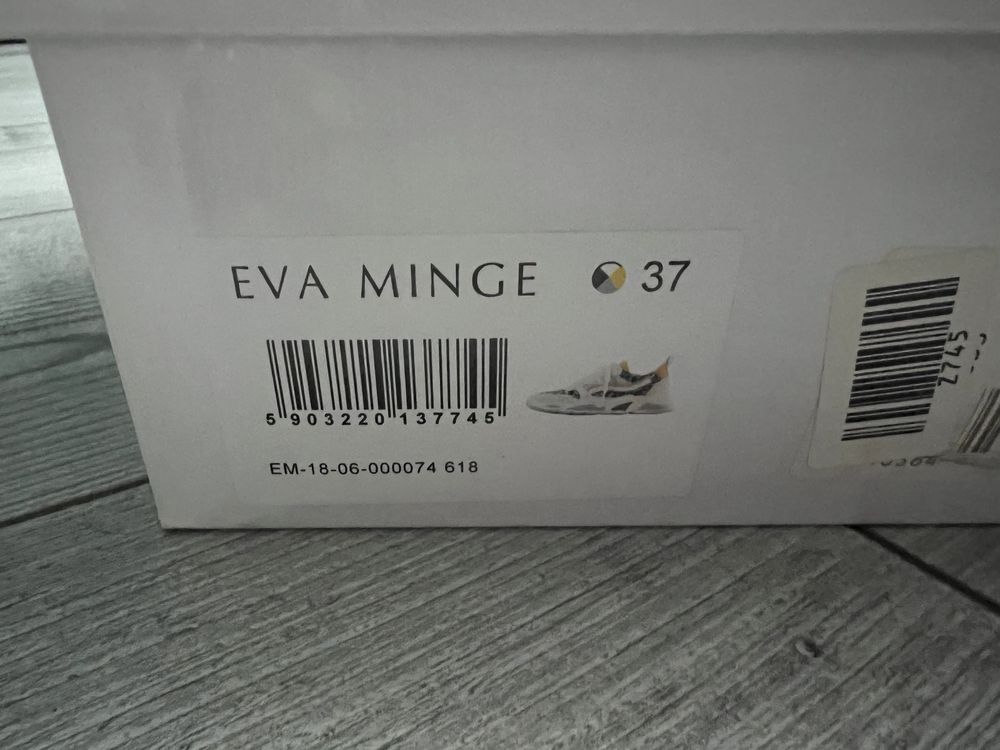 EVA MINGE 37
5 903220 137745
EM-18-06-000074 618
2745